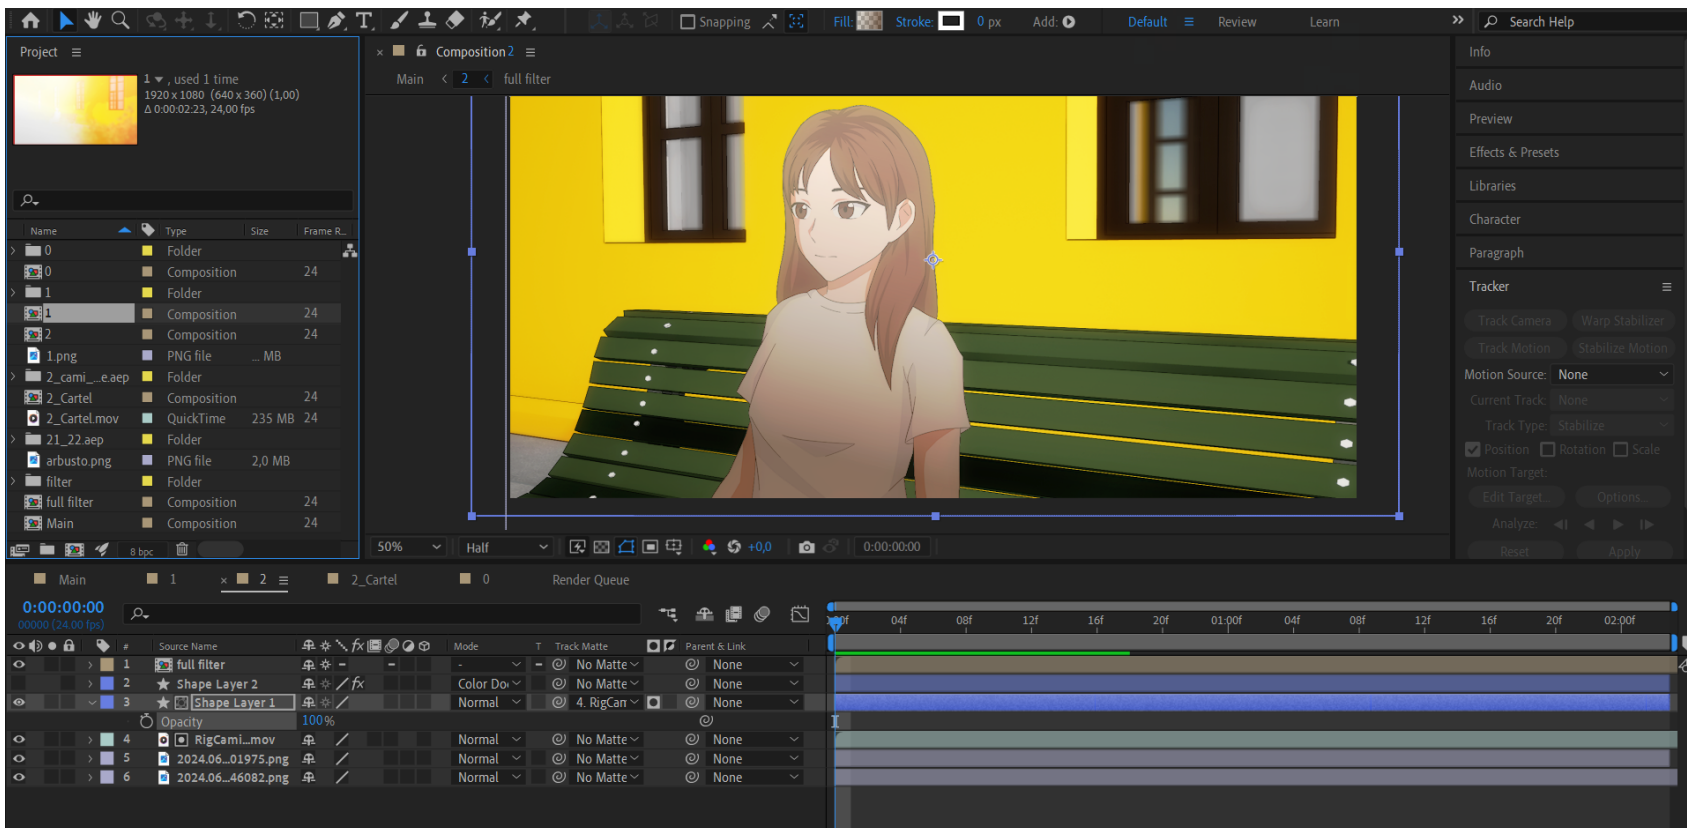 Snapping Fill: Stroke: 0 px Add: Default Review Learn Search Help
Project
1 , used 1 time
1920 x 1080 (640 x 360) (1,00)
Δ 0:00:02:23, 24,00 fps
Name Type Size Frame R...
0 Folder
0 Composition 24
1 Folder
1 Composition 24
2 Composition 24
1.png PNG file ... MB
2_cami_...e.aep Folder
2_Cartel Composition 24
2_Cartel.mov QuickTime 235 MB 24
21_22.aep Folder
arbusto.png PNG file 2,0 MB
filter Folder
full filter Composition 24
Main Composition 24
8 bpc
Composition 2
Main 2 full filter
50% Half +0,0 0:00:00:00
Info
Audio
Preview
Effects & Presets
Libraries
Character
Paragraph
Tracker
Track Camera Warp Stabilizer
Track Motion Stabilize Motion
Motion Source: None
Current Track: None
Track Type: Stabilize
Position Rotation Scale
Motion Target:
Edit Target... Options...
Analyze:
Reset Apply
Main 1 2 2_Cartel 0 Render Queue
0:00:00:00
00000 (24.00 fps)
04f 08f 12f 16f 20f 01:00f 04f 08f 12f 16f 20f 02:00f
# Source Name Mode T Track Matte Parent & Link
1 full filter - No Matte None
2 Shape Layer 2 Color Do No Matte None
3 Shape Layer 1 Normal 4. RigCam None
Opacity 100%
4 RigCami...mov Normal No Matte None
5 2024.06...01975.png Normal No Matte None
6 2024.06...46082.png Normal No Matte None